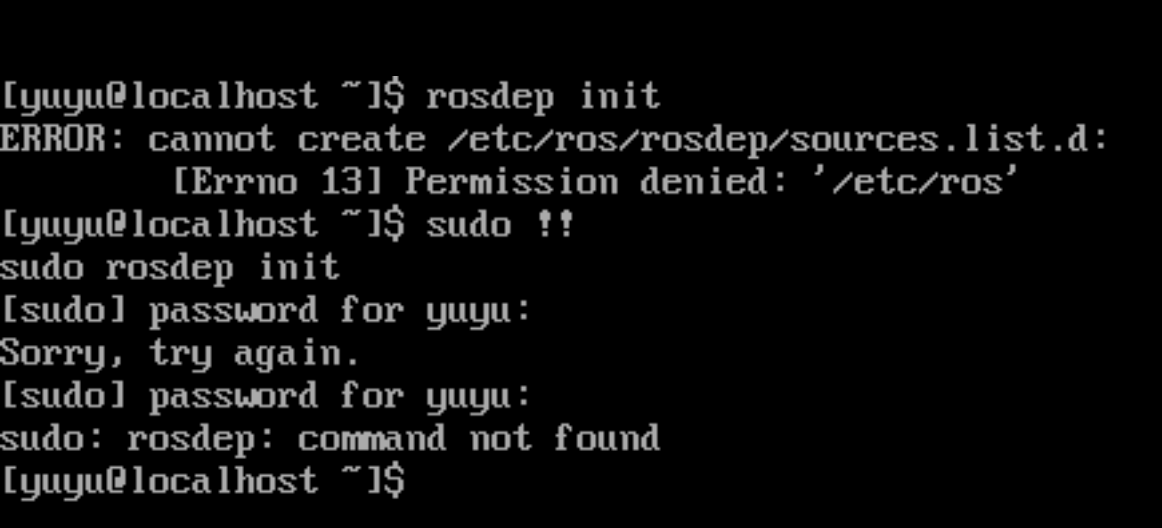 [yuyu@localhost ~]$ rosdep init
ERROR: cannot create /etc/ros/rosdep/sources.list.d:
        [Errno 13] Permission denied: '/etc/ros'
[yuyu@localhost ~]$ sudo !!
sudo rosdep init
[sudo] password for yuyu:
Sorry, try again.
[sudo] password for yuyu:
sudo: rosdep: command not found
[yuyu@localhost ~]$